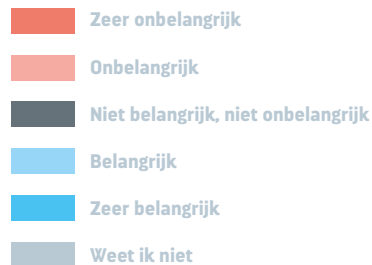 Zeer onbelangrijk
Onbelangrijk
Niet belangrijk, niet onbelangrijk
Belangrijk
Zeer belangrijk
Weet ik niet